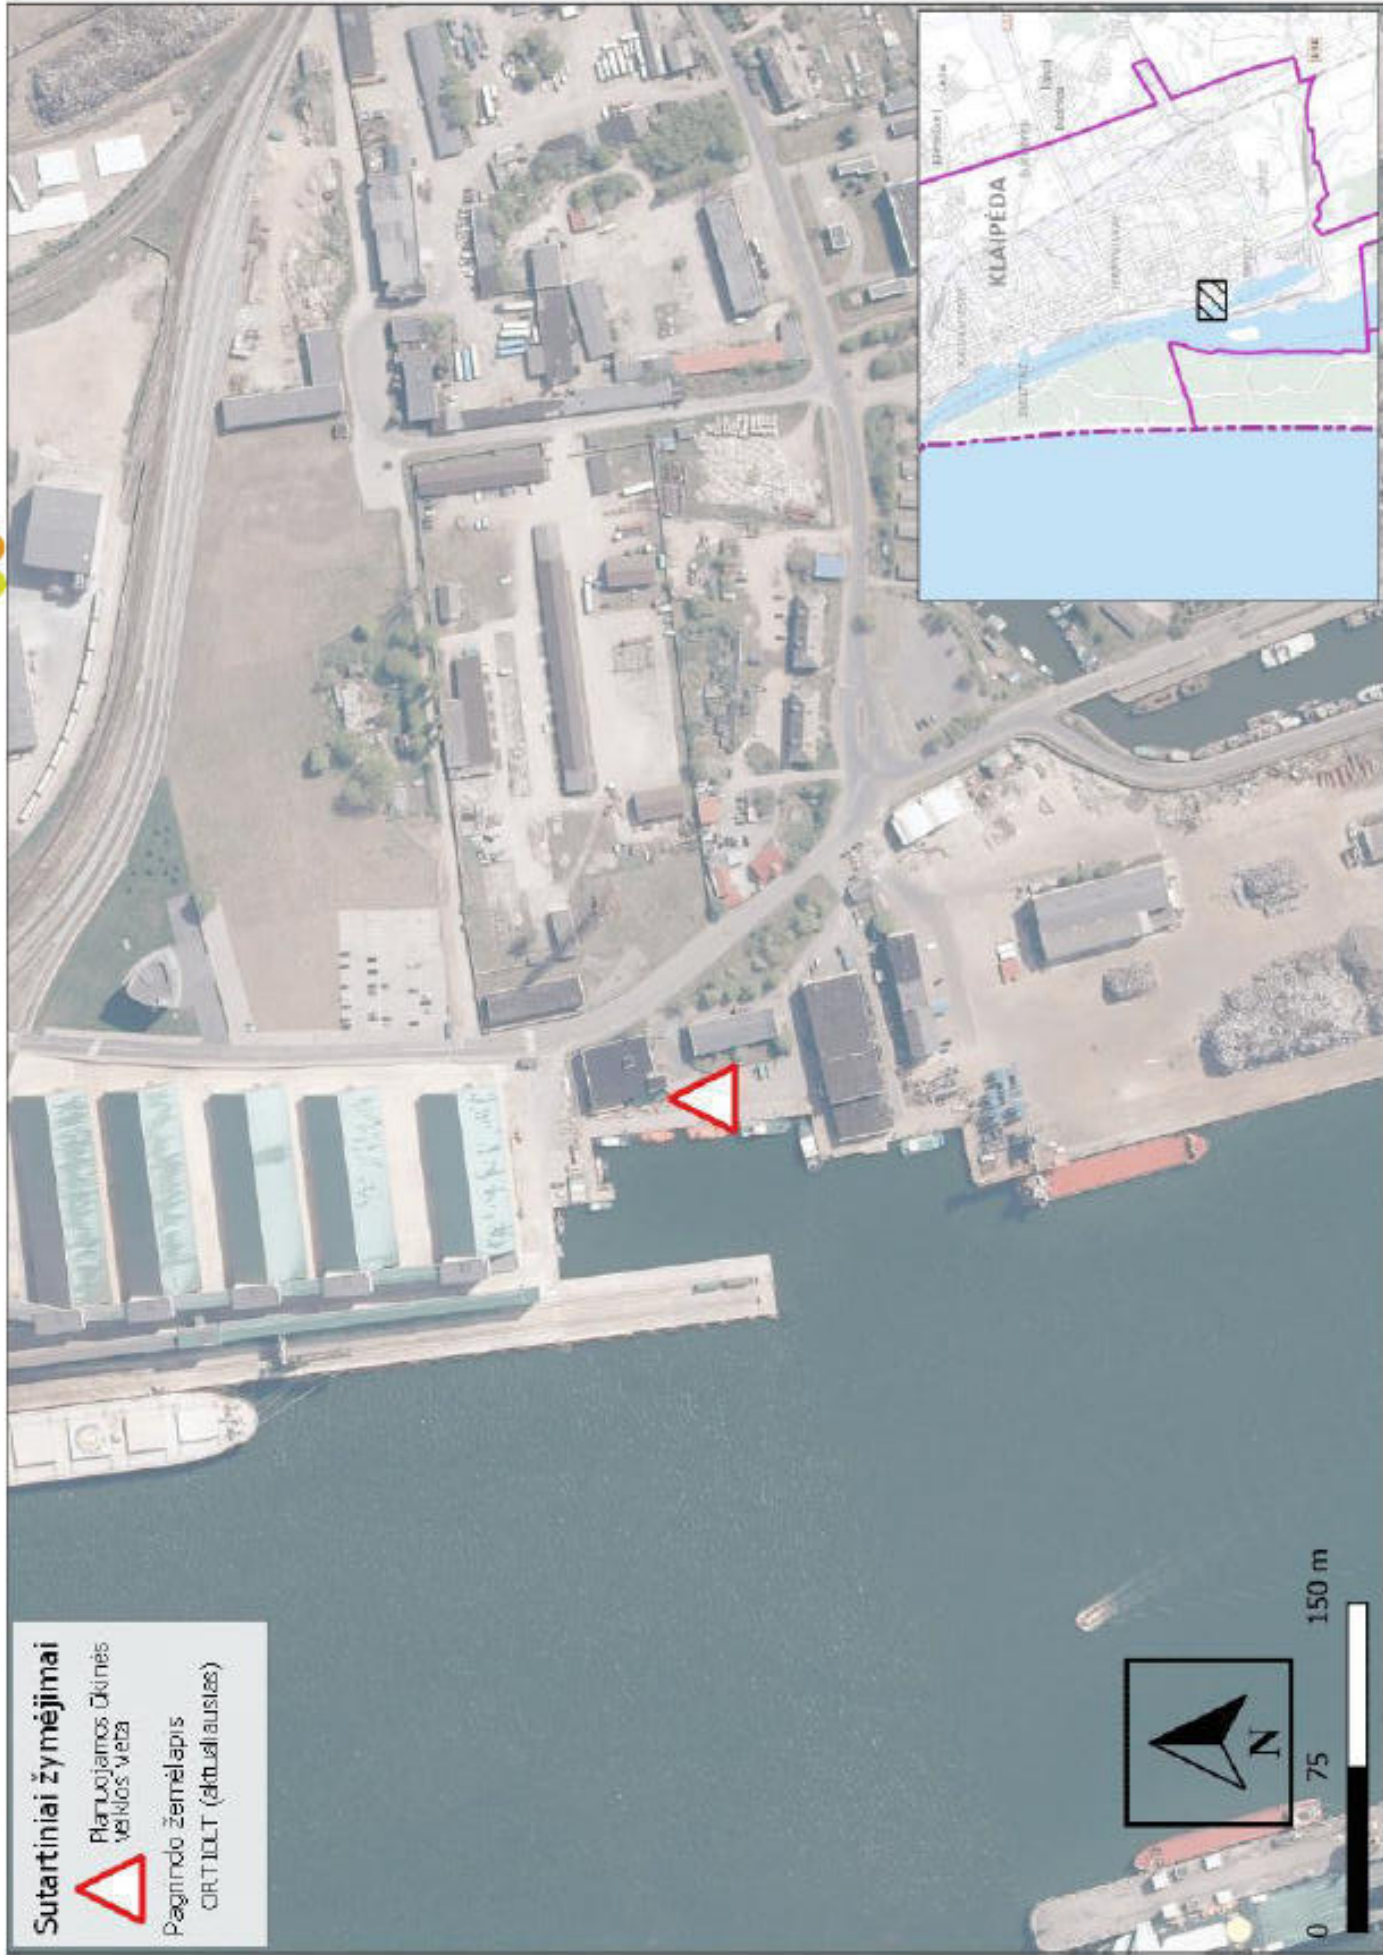 Sutartiniai žymėjimai
Planuojamos ūkinės
veiklos vieta
Pagrindo žemėlapis
ORT10LT (aktualiausias)
N
0 75 150 m
KLAIPĖDA